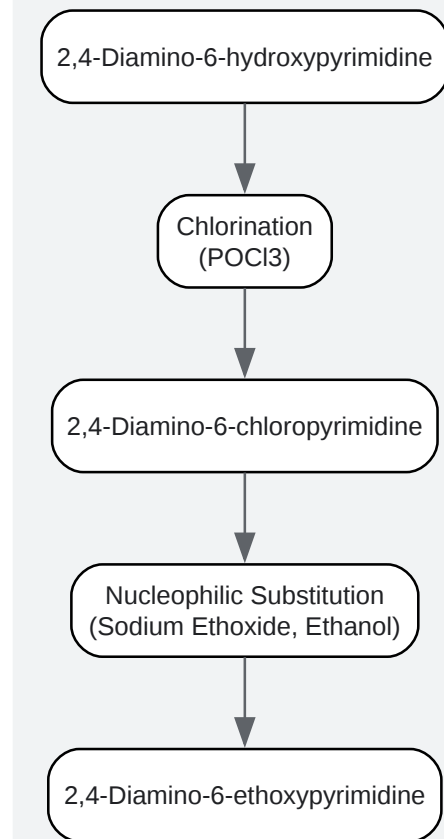 2,4-Diamino-6-hydroxypyrimidine
Chlorination
(POCl3)
2,4-Diamino-6-chloropyrimidine
Nucleophilic Substitution
(Sodium Ethoxide, Ethanol)
2,4-Diamino-6-ethoxypyrimidine